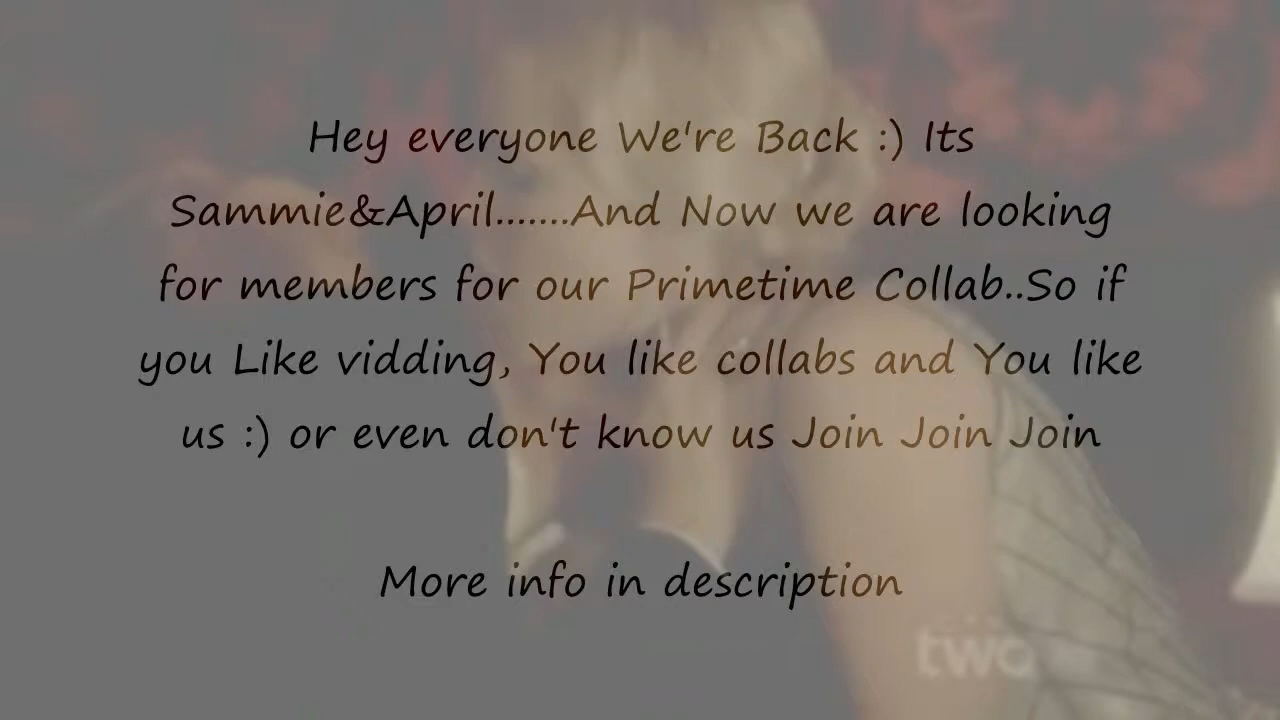 Hey everyone We're Back :) Its
Sammie&April.......And Now we are looking
for members for our Primetime Collab..So if
you Like vidding, You like collabs and You like
us :) or even don't know us Join Join Join
More info in description
two